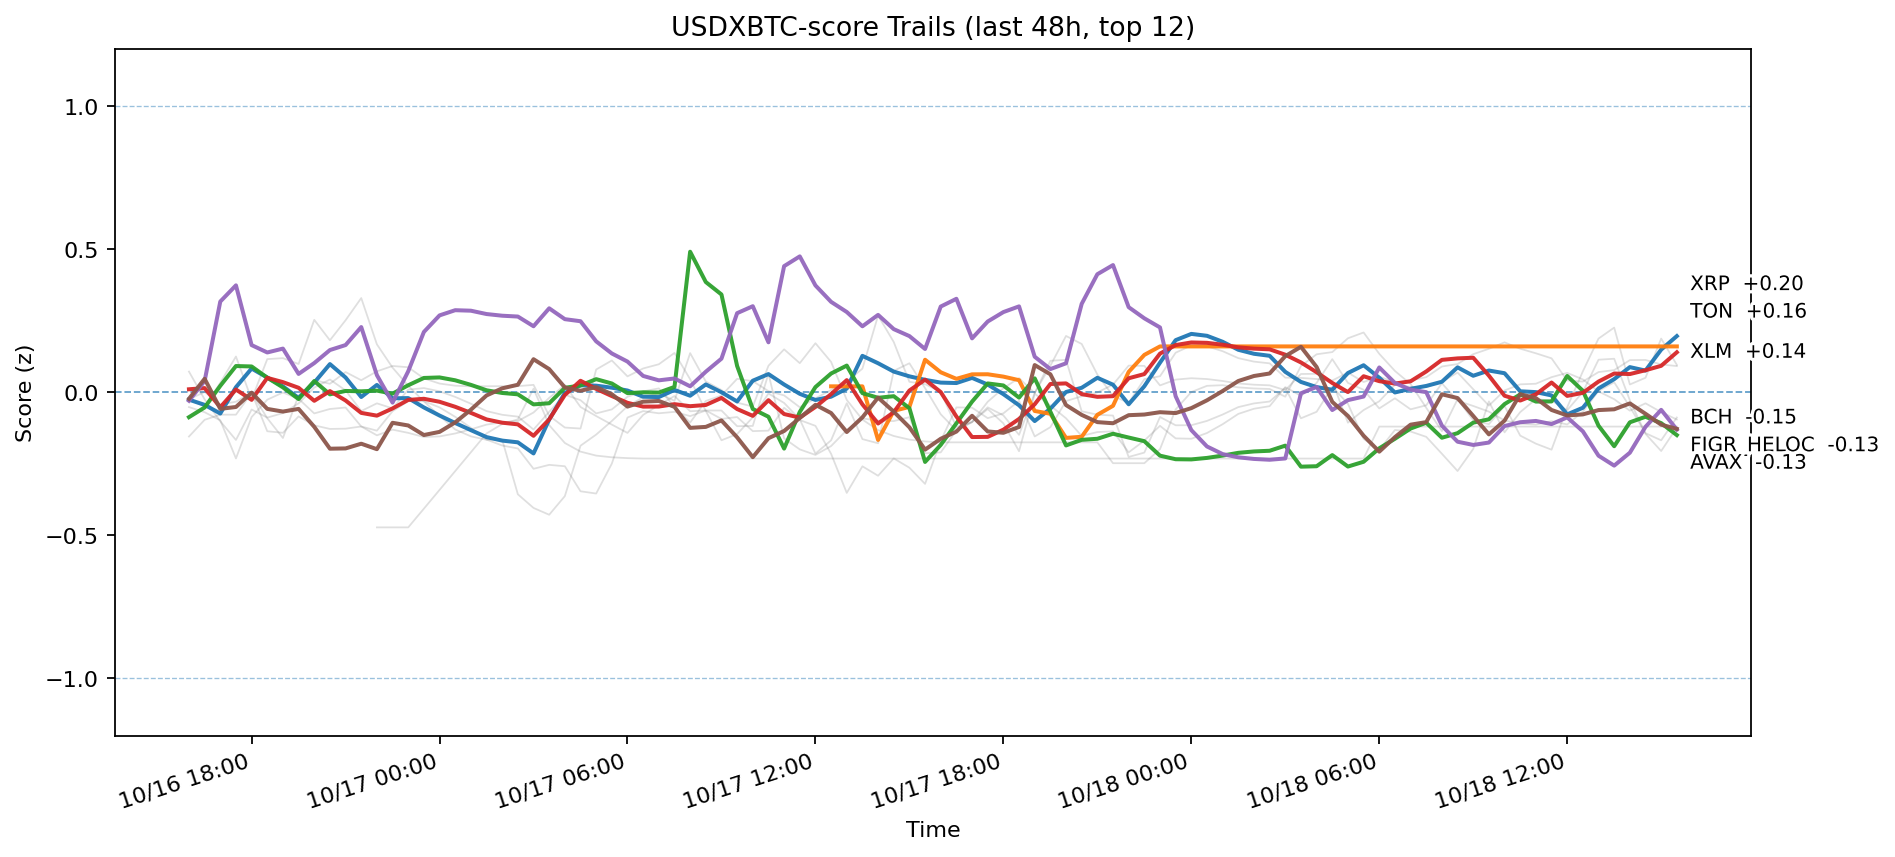 USDXBTC-score Trails (last 48h, top 12)
Score (z)
1.0
0.5
0.0
−0.5
−1.0
XRP +0.20
TON +0.16
XLM +0.14
BCH -0.15
FIGR_HELOC -0.13
AVAX -0.13
10/16 18:00
10/17 00:00
10/17 06:00
10/17 12:00
10/17 18:00
10/18 00:00
10/18 06:00
10/18 12:00
Time